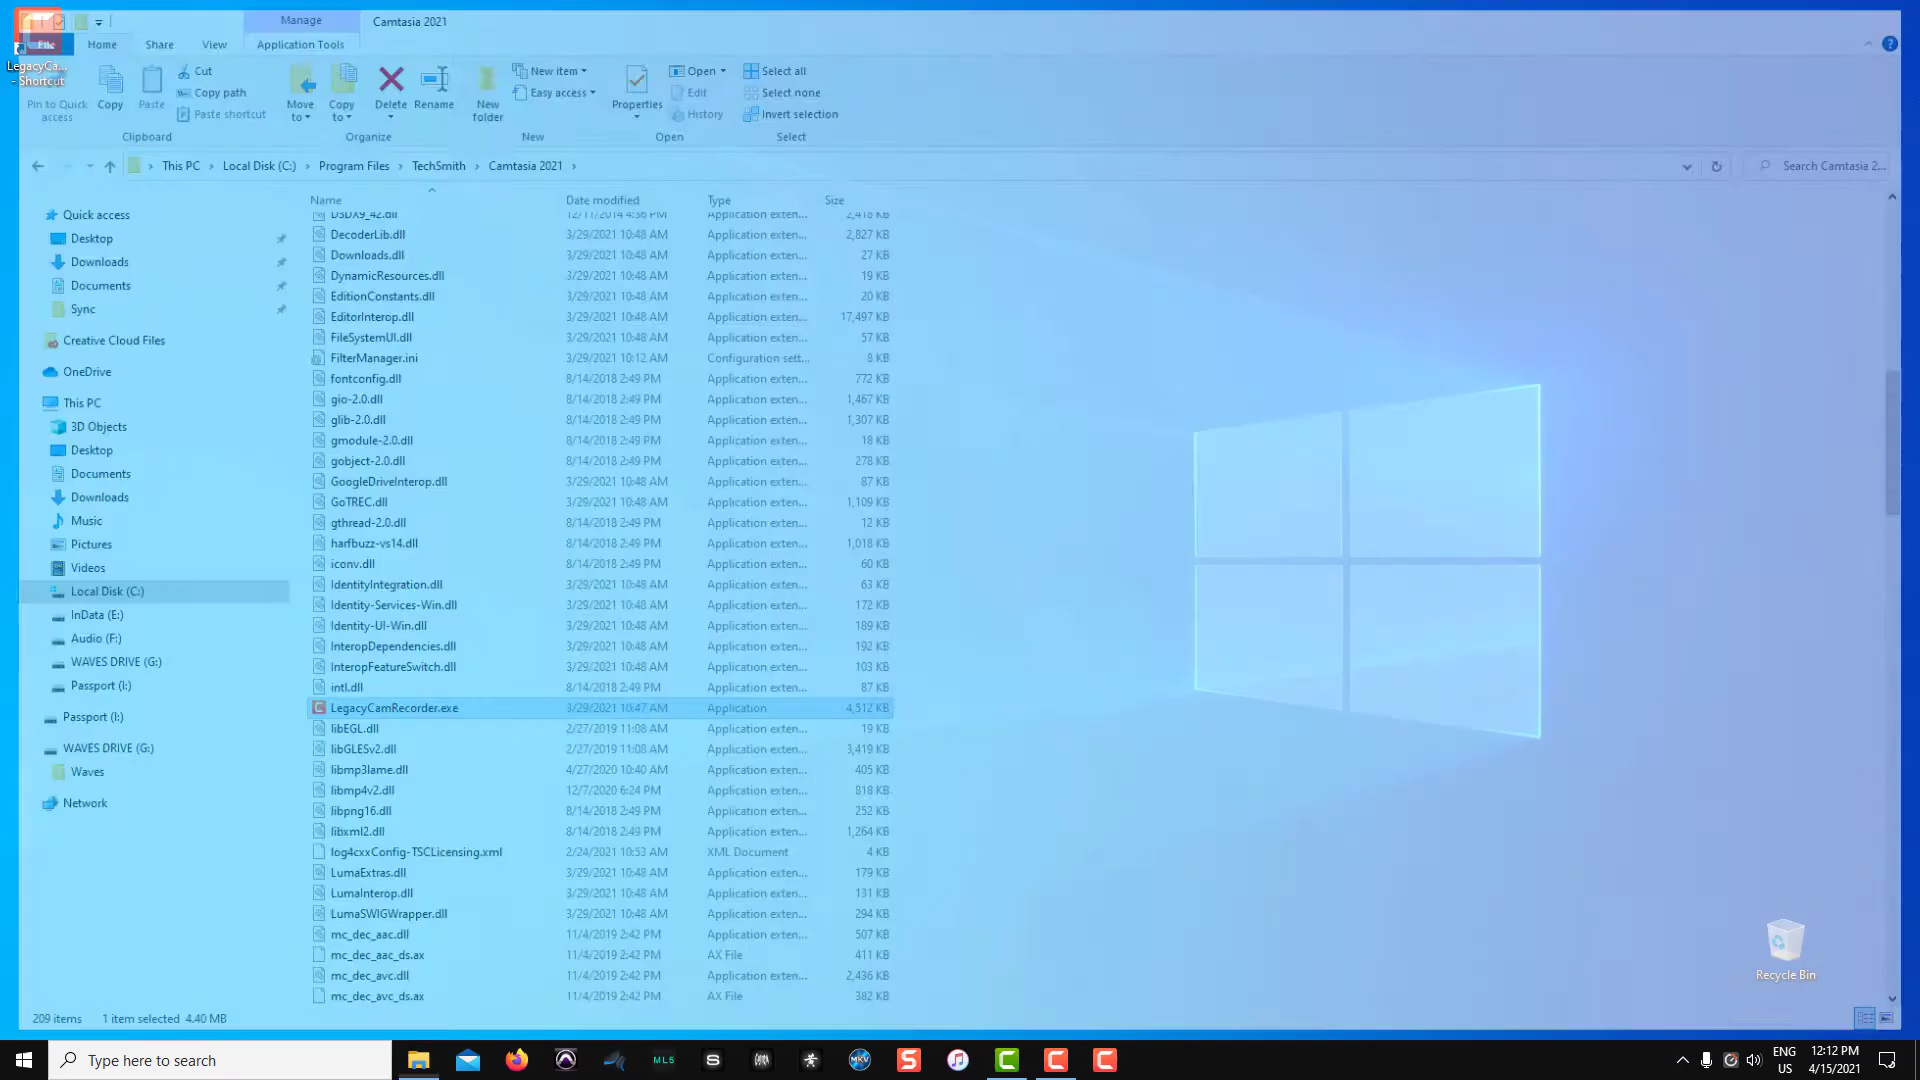 Manage
Camtasia 2021
File
Home
Share
View
Application Tools
LegacyCa...
- Shortcut
Pin to Quick
access
Copy
Paste
Cut
Copy path
Paste shortcut
Clipboard
Move
to
Copy
to
Delete
Rename
Organize
New
folder
New item
Easy access
New
Properties
Open
Edit
History
Open
Select all
Select none
Invert selection
Select
This PC
Local Disk (C:)
Program Files
TechSmith
Camtasia 2021
Search Camtasia 2...
Quick access
Desktop
Downloads
Documents
Sync
Creative Cloud Files
OneDrive
This PC
3D Objects
Desktop
Documents
Downloads
Music
Pictures
Videos
Local Disk (C:)
InData (E:)
Audio (F:)
WAVES DRIVE (G:)
Passport (I:)
Passport (I:)
WAVES DRIVE (G:)
Waves
Network
Name Date modified Type Size
D3DX9_42.dll 12/11/2014 4:36 PM Application exten... 2,418 KB
DecoderLib.dll 3/29/2021 10:48 AM Application exten... 2,827 KB
Downloads.dll 3/29/2021 10:48 AM Application exten... 27 KB
DynamicResources.dll 3/29/2021 10:48 AM Application exten... 19 KB
EditionConstants.dll 3/29/2021 10:48 AM Application exten... 20 KB
EditorInterop.dll 3/29/2021 10:48 AM Application exten... 17,497 KB
FileSystemUI.dll 3/29/2021 10:48 AM Application exten... 57 KB
FilterManager.ini 3/29/2021 10:12 AM Configuration sett... 8 KB
fontconfig.dll 8/14/2018 2:49 PM Application exten... 772 KB
gio-2.0.dll 8/14/2018 2:49 PM Application exten... 1,467 KB
glib-2.0.dll 8/14/2018 2:49 PM Application exten... 1,307 KB
gmodule-2.0.dll 8/14/2018 2:49 PM Application exten... 18 KB
gobject-2.0.dll 8/14/2018 2:49 PM Application exten... 278 KB
GoogleDriveInterop.dll 3/29/2021 10:48 AM Application exten... 87 KB
GoTREC.dll 3/29/2021 10:48 AM Application exten... 1,109 KB
gthread-2.0.dll 8/14/2018 2:49 PM Application exten... 12 KB
harfbuzz-vs14.dll 8/14/2018 2:49 PM Application exten... 1,018 KB
iconv.dll 8/14/2018 2:49 PM Application exten... 60 KB
IdentityIntegration.dll 3/29/2021 10:48 AM Application exten... 63 KB
Identity-Services-Win.dll 3/29/2021 10:48 AM Application exten... 172 KB
Identity-UI-Win.dll 3/29/2021 10:48 AM Application exten... 189 KB
InteropDependencies.dll 3/29/2021 10:48 AM Application exten... 192 KB
InteropFeatureSwitch.dll 3/29/2021 10:48 AM Application exten... 103 KB
intl.dll 8/14/2018 2:49 PM Application exten... 87 KB
LegacyCamRecorder.exe 3/29/2021 10:47 AM Application 4,512 KB
libEGL.dll 2/27/2019 11:08 AM Application exten... 19 KB
libGLESv2.dll 2/27/2019 11:08 AM Application exten... 3,419 KB
libmp3lame.dll 4/27/2020 10:40 AM Application exten... 405 KB
libmp4v2.dll 12/7/2020 6:24 PM Application exten... 818 KB
libpng16.dll 8/14/2018 2:49 PM Application exten... 252 KB
libxml2.dll 8/14/2018 2:49 PM Application exten... 1,264 KB
log4cxxConfig-TSCLicensing.xml 2/24/2021 10:53 AM XML Document 4 KB
LumaExtras.dll 3/29/2021 10:48 AM Application exten... 179 KB
LumaInterop.dll 3/29/2021 10:48 AM Application exten... 131 KB
LumaSWIGWrapper.dll 3/29/2021 10:48 AM Application exten... 294 KB
mc_dec_aac.dll 11/4/2019 2:42 PM Application exten... 507 KB
mc_dec_aac_ds.ax 11/4/2019 2:42 PM AX File 411 KB
mc_dec_avc.dll 11/4/2019 2:42 PM Application exten... 2,436 KB
mc_dec_avc_ds.ax 11/4/2019 2:42 PM AX File 382 KB
Recycle Bin
209 items 1 item selected 4.40 MB
Type here to search
ML5
MKV
ENG
US
12:12 PM
4/15/2021